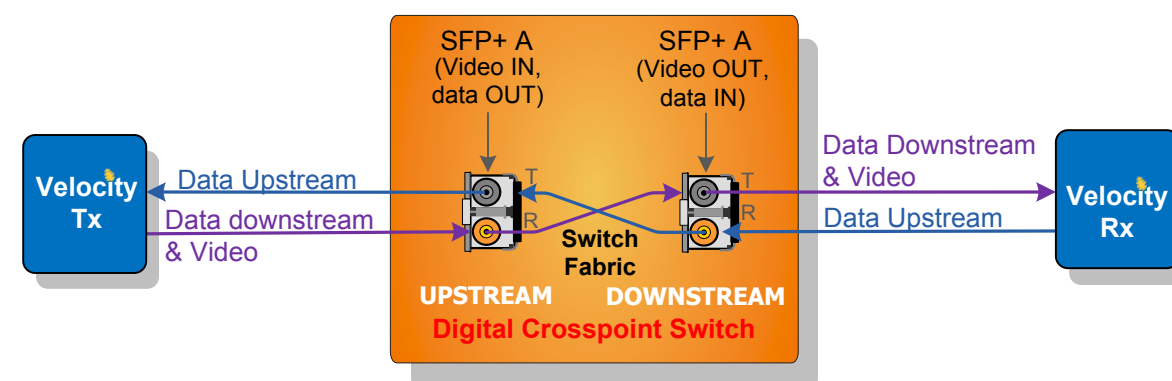 SFP+ A
(Video IN,
data OUT)
SFP+ A
(Video OUT,
data IN)
Velocity
Tx
Data Upstream
Data downstream
& Video
T
R
T
R
Switch
Fabric
Data Downstream
& Video
Data Upstream
Velocity
Rx
UPSTREAM
DOWNSTREAM
Digital Crosspoint Switch